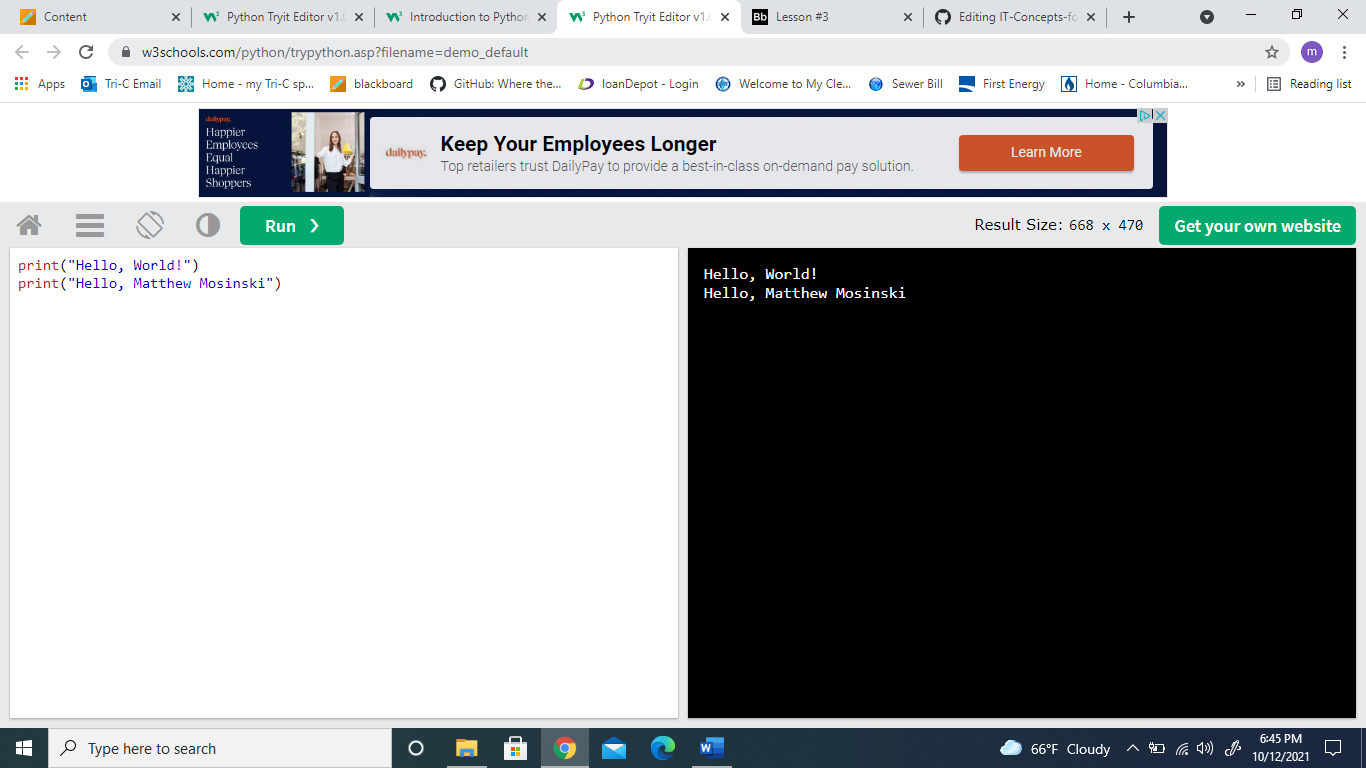 Content
Python Tryit Editor v1.
Introduction to Python
Python Tryit Editor v1.
Bb Lesson #3
Editing IT-Concepts-fo
w3schools.com/python/trypython.asp?filename=demo_default
m
Apps
Tri-C Email
Home - my Tri-C sp...
blackboard
GitHub: Where the...
loanDepot - Login
Welcome to My Cle...
Sewer Bill
First Energy
Home - Columbia...
»
Reading list
dailypay.
Happier
Employees
Equal
Happier
Shoppers
dailypay.
Keep Your Employees Longer
Top retailers trust DailyPay to provide a best-in-class on-demand pay solution.
Learn More
Run ❯
Result Size: 668 x 470
Get your own website
print("Hello, World!")
print("Hello, Matthew Mosinski")
Hello, World!
Hello, Matthew Mosinski
Type here to search
66°F Cloudy
6:45 PM
10/12/2021